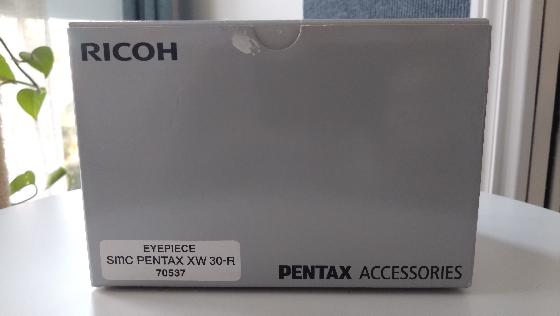 RICOH
EYEPIECE
smc PENTAX XW 30-R
70537
PENTAX ACCESSORIES